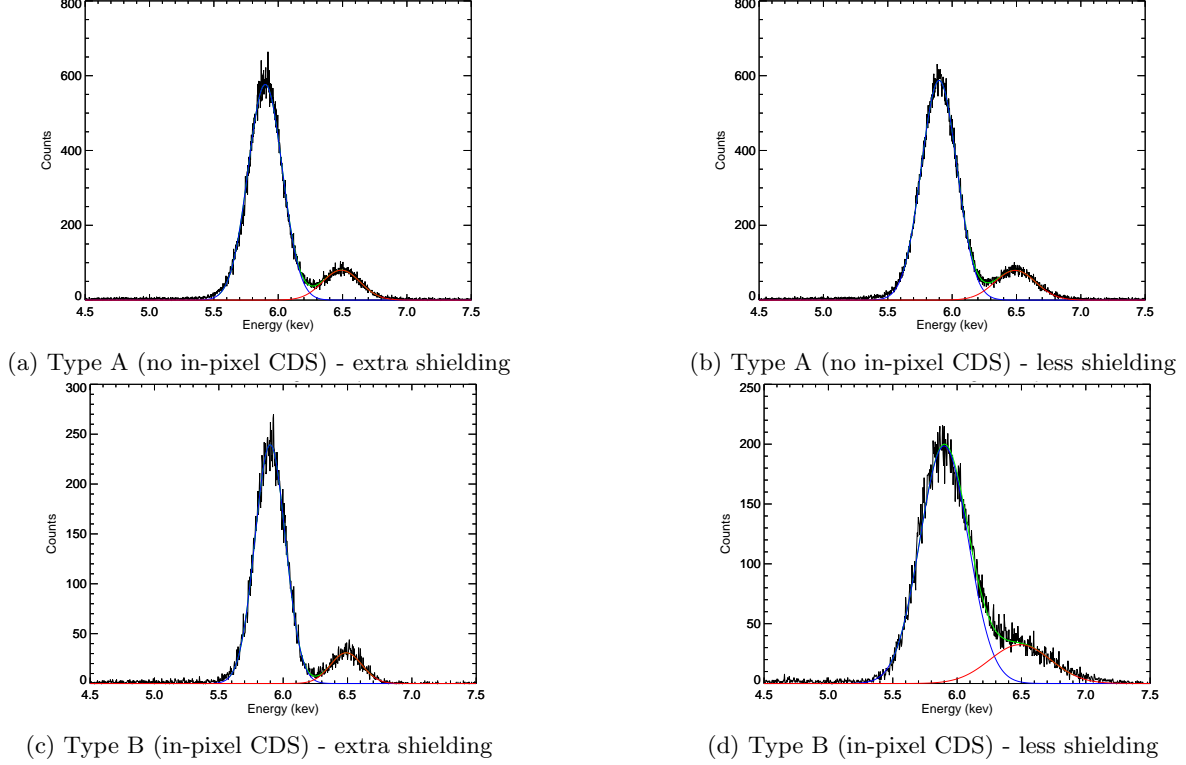 800
600
400
200
0
Counts
4.5 5.0 5.5 6.0 6.5 7.0 7.5
Energy (kev)
(a) Type A (no in-pixel CDS) - extra shielding
800
600
400
200
0
Counts
4.5 5.0 5.5 6.0 6.5 7.0 7.5
Energy (kev)
(b) Type A (no in-pixel CDS) - less shielding
300
250
200
150
100
50
0
Counts
4.5 5.0 5.5 6.0 6.5 7.0 7.5
Energy (kev)
(c) Type B (in-pixel CDS) - extra shielding
250
200
150
100
50
0
Counts
4.5 5.0 5.5 6.0 6.5 7.0 7.5
Energy (kev)
(d) Type B (in-pixel CDS) - less shielding